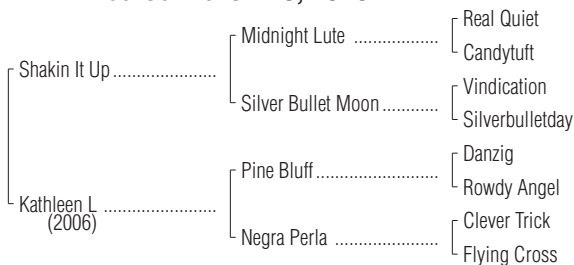 Shakin It Up
Midnight Lute
Real Quiet
Candytuft
Silver Bullet Moon
Vindication
Silverbulletday
Kathleen L
(2006)
Pine Bluff
Danzig
Rowdy Angel
Negra Perla
Clever Trick
Flying Cross